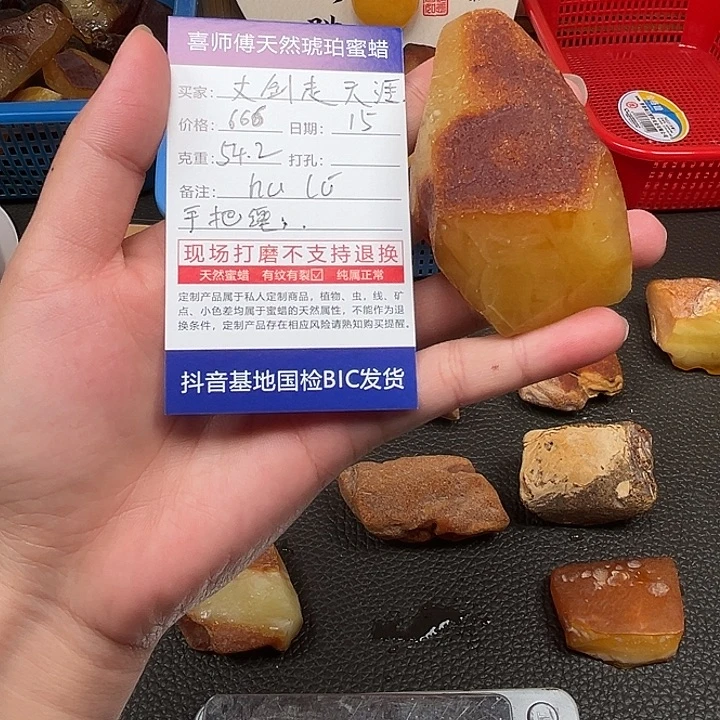 喜师傅天然琥珀蜜蜡
买家: 丈剑走天涯
价格: 666 日期: 15
克重: 54.2 打孔:
备注: hu lú
手把绳
现场打磨不支持退换
天然蜜蜡 有纹有裂☑ 纯属正常
定制产品属于私人定制商品，植物、虫、线、矿
点、小色差均属于蜜蜡的天然属性，不能作为退
换条件，定制产品存在相应风险请熟知购买提醒。
抖音基地国检BIC发货